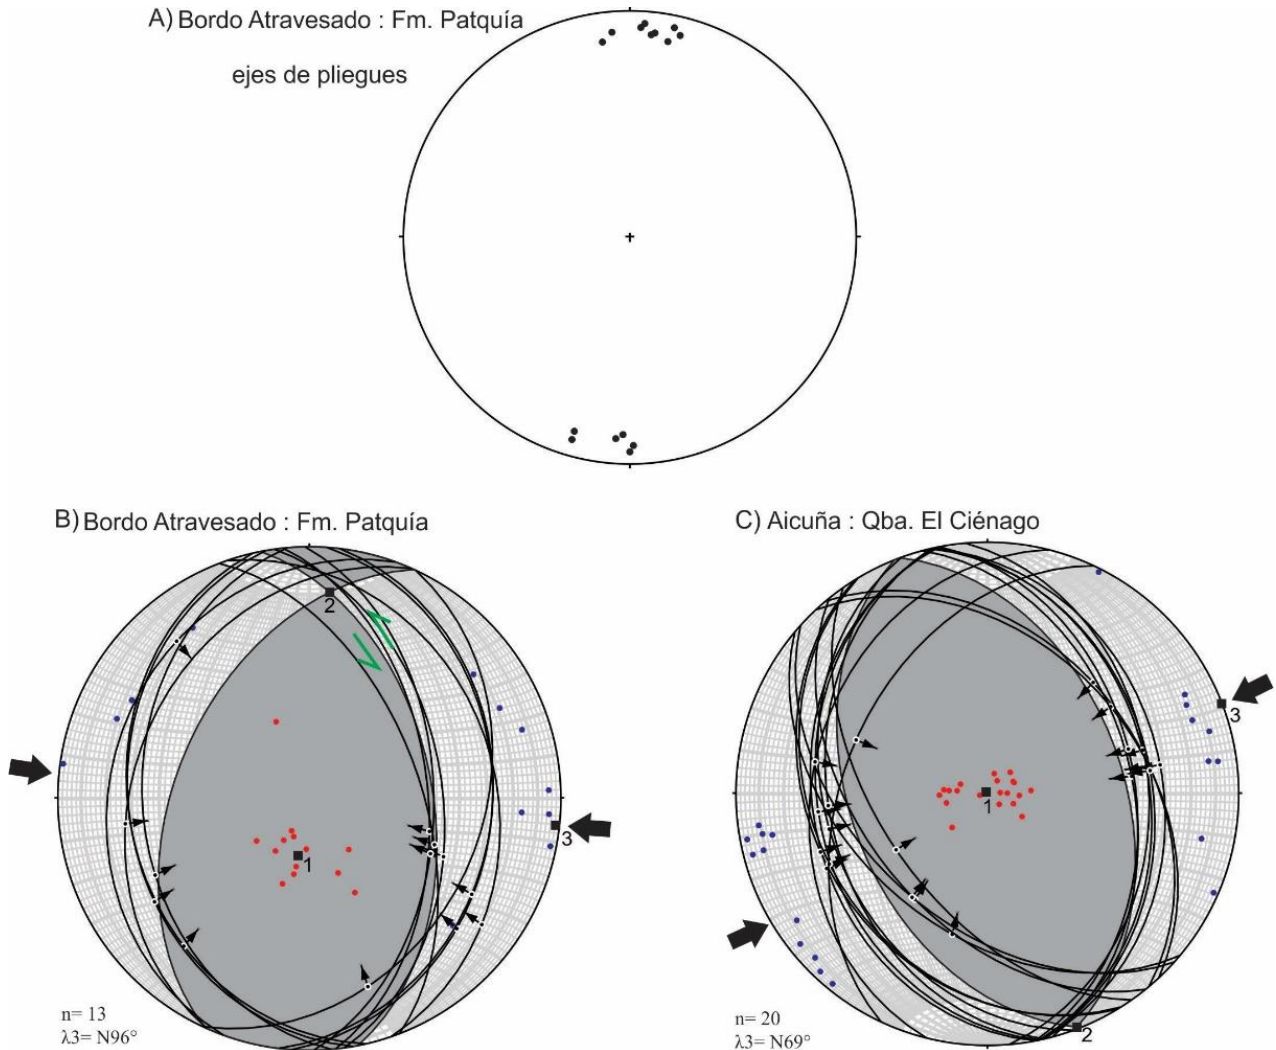 A) Bordo Atravesado : Fm. Patquía
ejes de pliegues
B) Bordo Atravesado : Fm. Patquía
2
1
3
n= 13
λ3= N96°
C) Aicuña : Qba. El Ciénago
3
1
2
n= 20
λ3= N69°